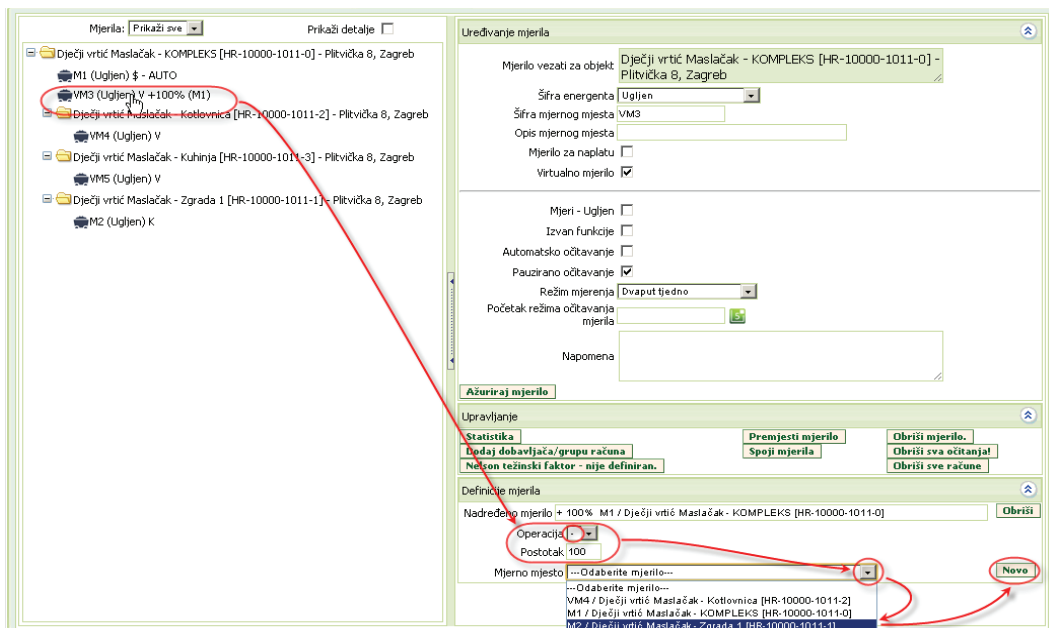 Mjerila: Prikaži sve Prikaži detalje
Dječji vrtić Maslačak - KOMPLEKS [HR-10000-1011-0] - Plitvička 8, Zagreb
M1 (Ugljen) $ - AUTO
VM3 (Ugljen) V +100% (M1)
Dječji vrtić Maslačak - Kotlovnica [HR-10000-1011-2] - Plitvička 8, Zagreb
VM4 (Ugljen) V
Dječji vrtić Maslačak - Kuhinja [HR-10000-1011-3] - Plitvička 8, Zagreb
VM5 (Ugljen) V
Dječji vrtić Maslačak - Zgrada 1 [HR-10000-1011-1] - Plitvička 8, Zagreb
M2 (Ugljen) K
Uređivanje mjerila
Mjerilo vezati za objekt Dječji vrtić Maslačak - KOMPLEKS [HR-10000-1011-0] -
Plitvička 8, Zagreb
Šifra energenta Ugljen
Šifra mjernog mjesta VM3
Opis mjernog mjesta
Mjerilo za naplatu
Virtualno mjerilo
Mjeri - Ugljen
Izvan funkcije
Automatsko očitavanje
Pauzirano očitavanje
Režim mjerenja Dvaput tjedno
Početak režima očitavanja
mjerila
Napomena
Ažuriraj mjerilo
Upravljanje
Statistika Premjesti mjerilo Obriši mjerilo.
Dodaj dobavljača/grupu računa Spoji mjerila Obriši sva očitanja!
Nelson težinski faktor - nije definiran. Obriši sve račune
Definicije mjerila
Nadređeno mjerilo + 100% M1 / Dječji vrtić Maslačak - KOMPLEKS [HR-10000-1011-0] Obriši
Operacija -
Postotak 100
Mjerno mjesto ---Odaberite mjerilo--- Novo
---Odaberite mjerilo---
VM4 / Dječji vrtić Maslačak - Kotlovnica [HR-10000-1011-2]
M1 / Dječji vrtić Maslačak - KOMPLEKS [HR-10000-1011-0]
M2 / Dječji vrtić Maslačak - Zgrada 1 [HR-10000-1011-1]